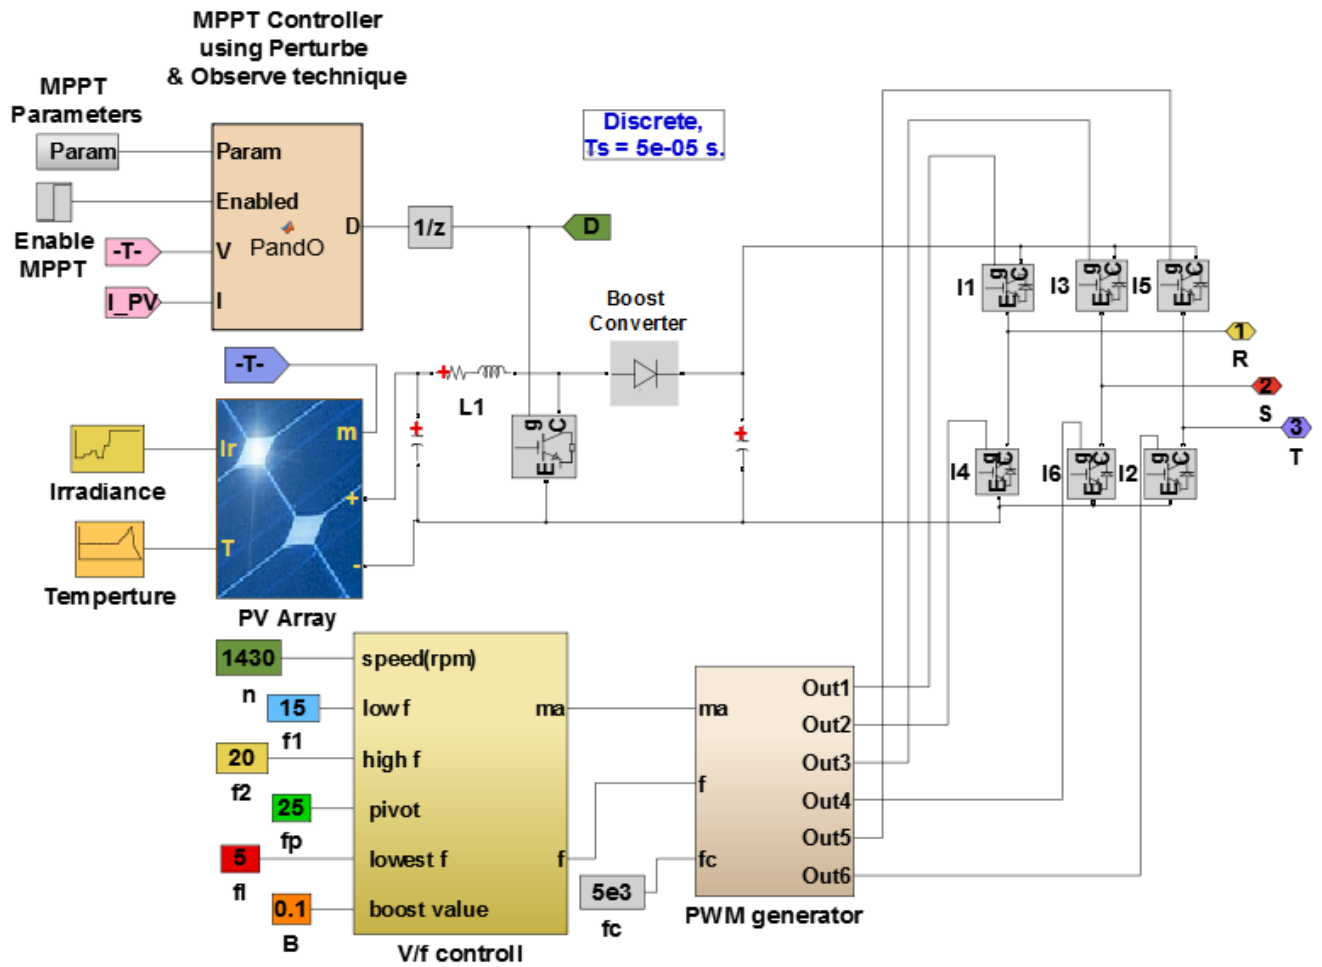 MPPT Controller
using Perturbe
& Observe technique
MPPT
Parameters
Param
Param
Enabled
Enable
MPPT
-T-
V
I_PV
I
PandO
D
1/z
D
Discrete,
Ts = 5e-05 s.
Boost
Converter
-T-
L1
g
C
E
Ir
m
+
T
-
Irradiance
Temperture
PV Array
I1
g
C
E
I3
g
C
E
I5
g
C
E
1
R
2
S
3
T
I4
g
C
E
I6
g
C
E
I2
g
C
E
1430
n
speed(rpm)
15
f1
low f
20
f2
high f
25
fp
pivot
5
fl
lowest f
0.1
B
boost value
ma
f
V/f controll
5e3
fc
ma
f
fc
Out1
Out2
Out3
Out4
Out5
Out6
PWM generator